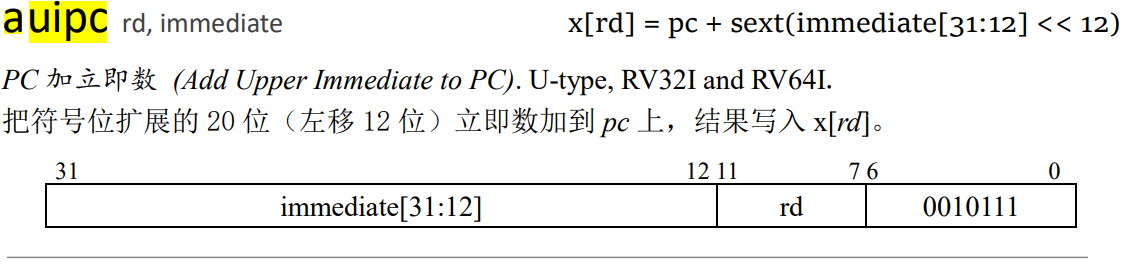 auipc rd, immediate x[rd] = pc + sext(immediate[31:12] << 12)
PC 加立即数 (Add Upper Immediate to PC). U-type, RV32I and RV64I.
把符号位扩展的 20 位（左移 12 位）立即数加到 pc 上，结果写入 x[rd]。
31 12 11 7 6 0
immediate[31:12] rd 0010111